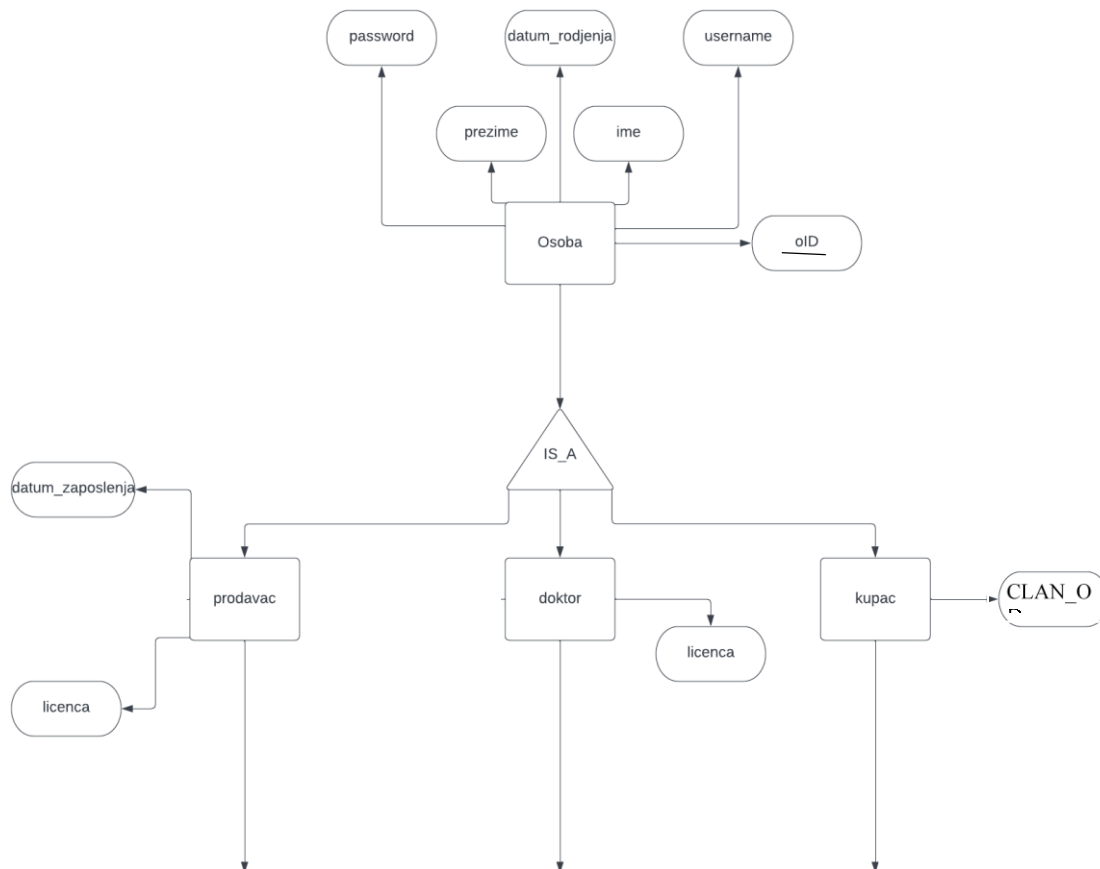 password
datum_rodjenja
username
prezime
ime
Osoba
oID
IS_A
datum_zaposlenja
prodavac
doktor
kupac
CLAN_O
licenca
licenca